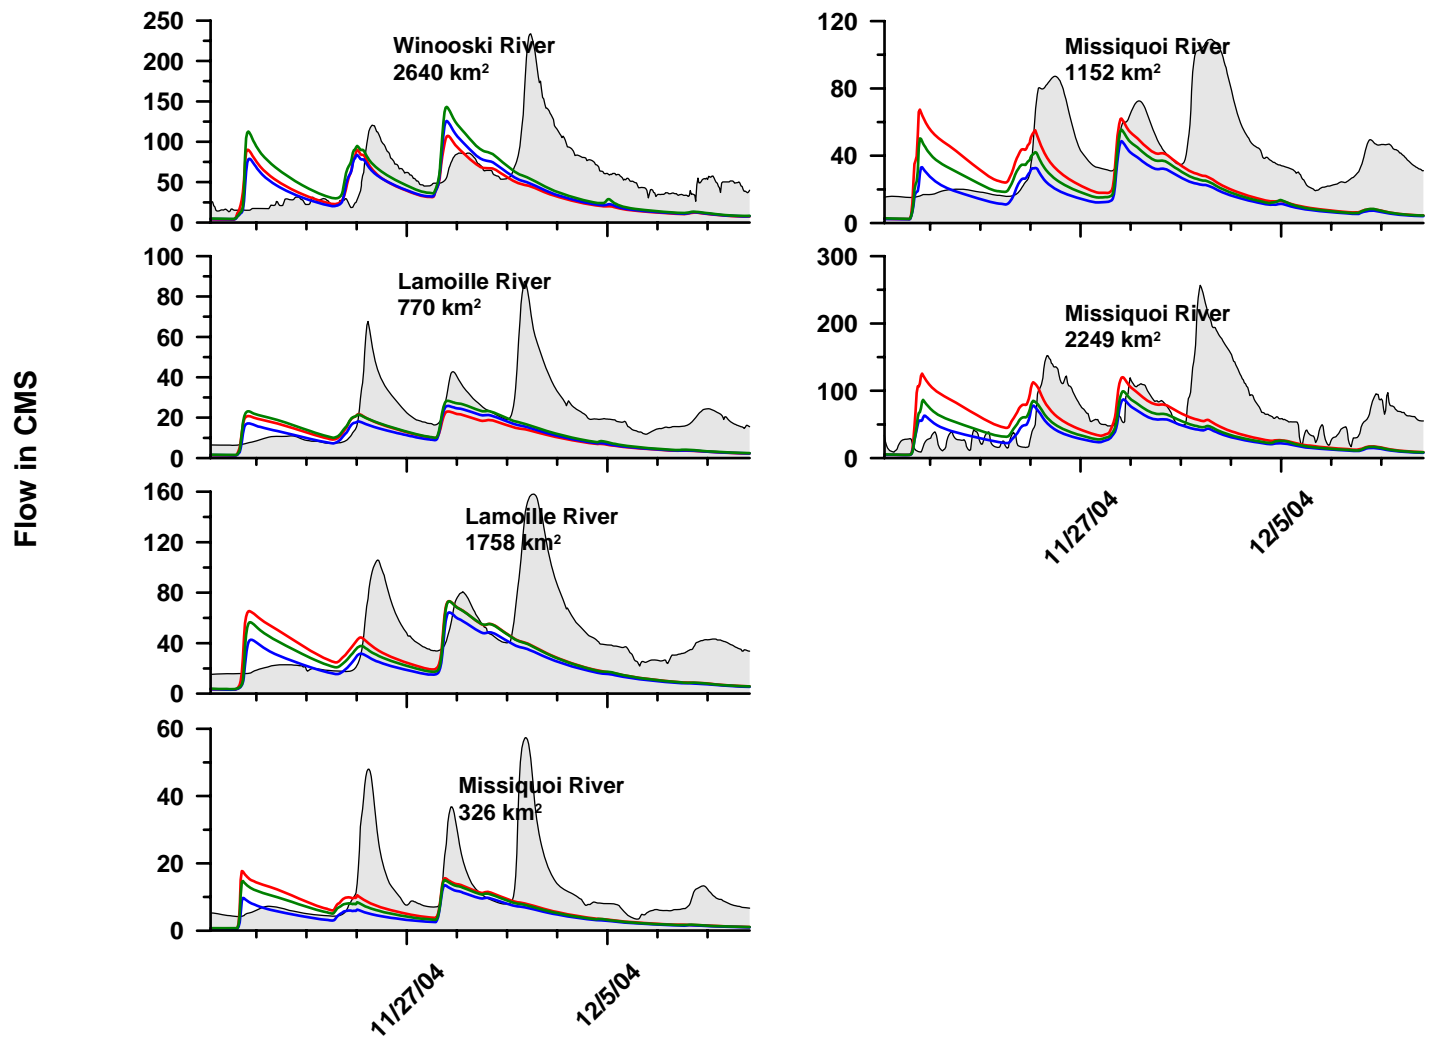 Flow in CMS
250
200
150
100
50
0
Winooski River
2640 km²
100
80
60
40
20
0
Lamoille River
770 km²
160
120
80
40
0
Lamoille River
1758 km²
60
40
20
0
Missiquoi River
326 km²
11/27/04
12/5/04
120
80
40
0
Missiquoi River
1152 km²
300
200
100
0
Missiquoi River
2249 km²
11/27/04
12/5/04